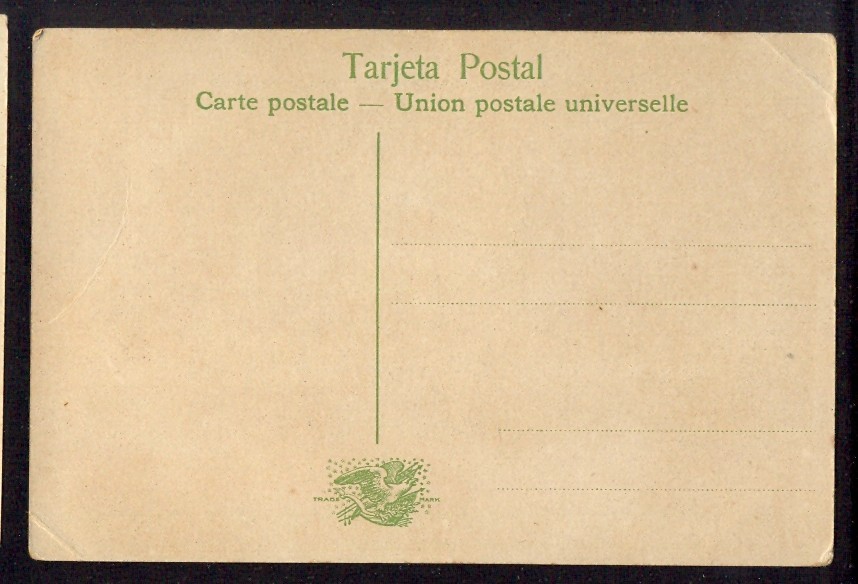 Tarjeta Postal
Carte postale — Union postale universelle
TRADE MARK